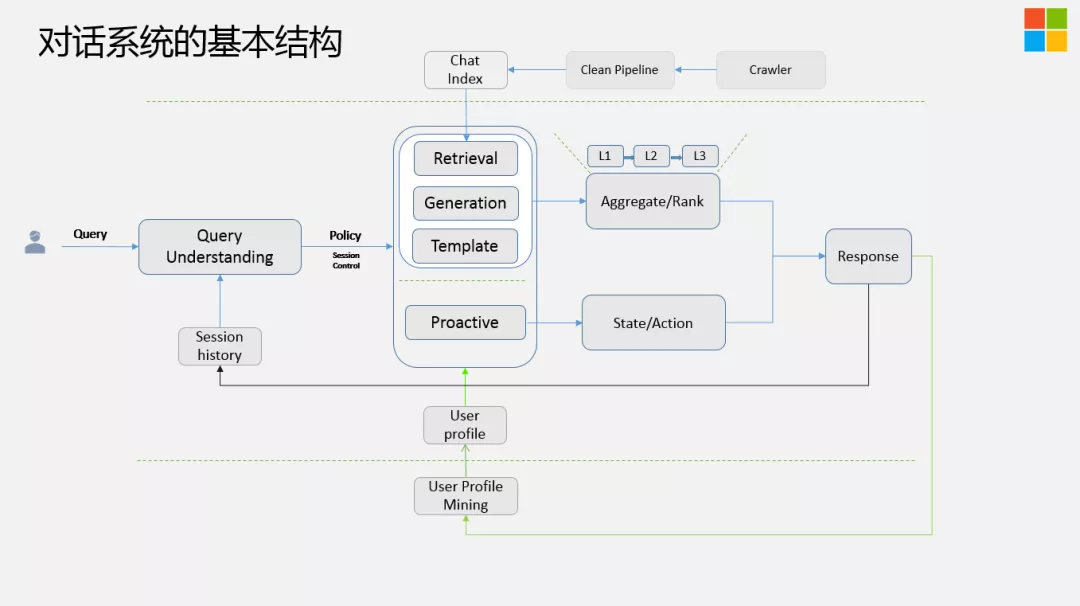 对话系统的基本结构
Chat
Index
Clean Pipeline
Crawler
Retrieval
Generation
Template
Proactive
L1
L2
L3
Aggregate/Rank
Query
Query
Understanding
Policy
Session
Control
State/Action
Response
Session
history
User
profile
User Profile
Mining